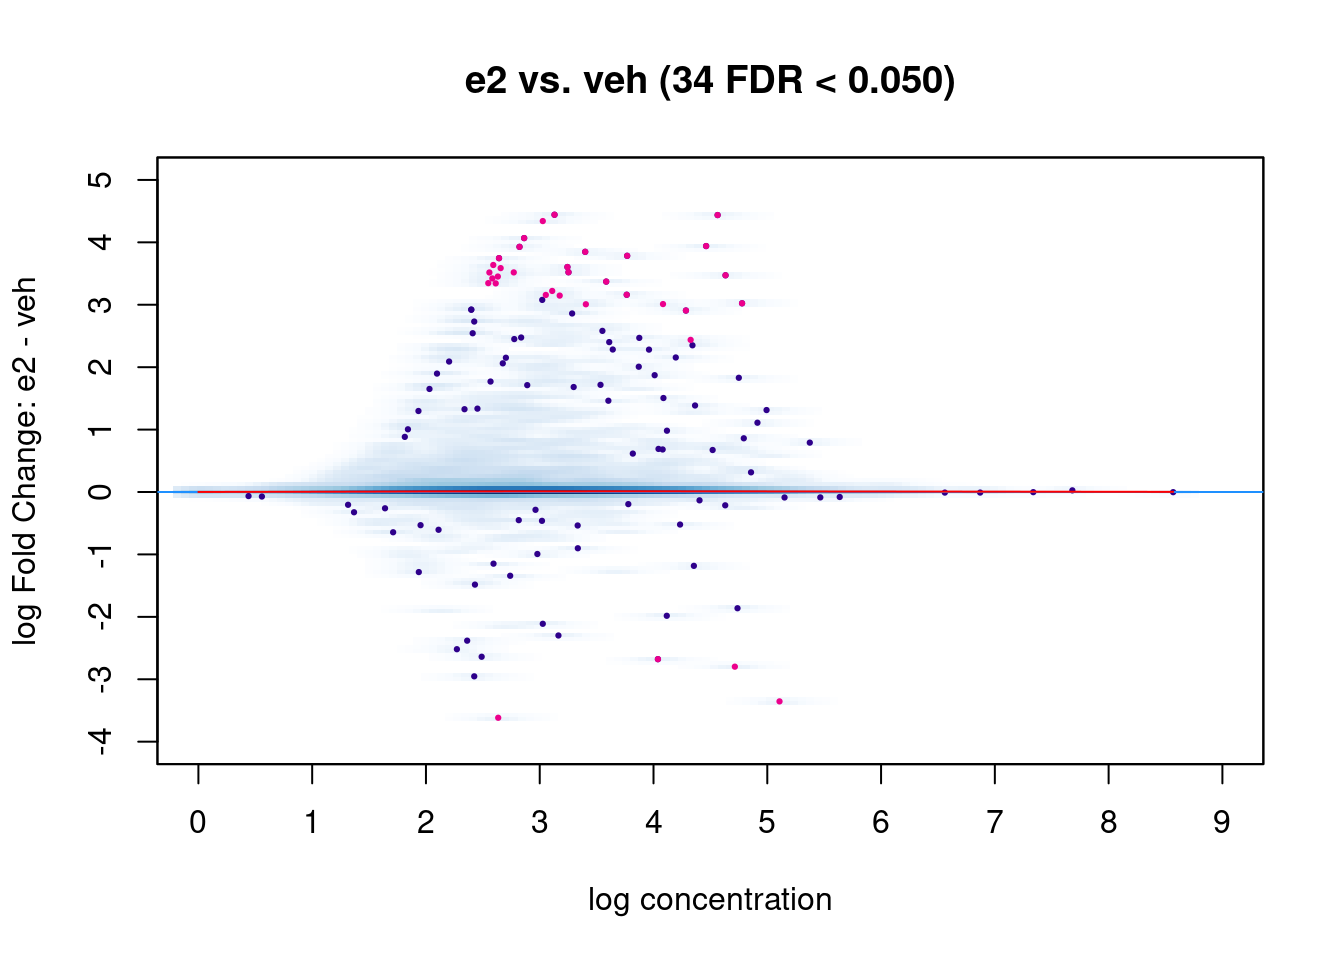 e2 vs. veh (34 FDR < 0.050)
log Fold Change: e2 - veh
5
4
3
2
1
0
-1
-2
-3
-4
0 1 2 3 4 5 6 7 8 9
log concentration